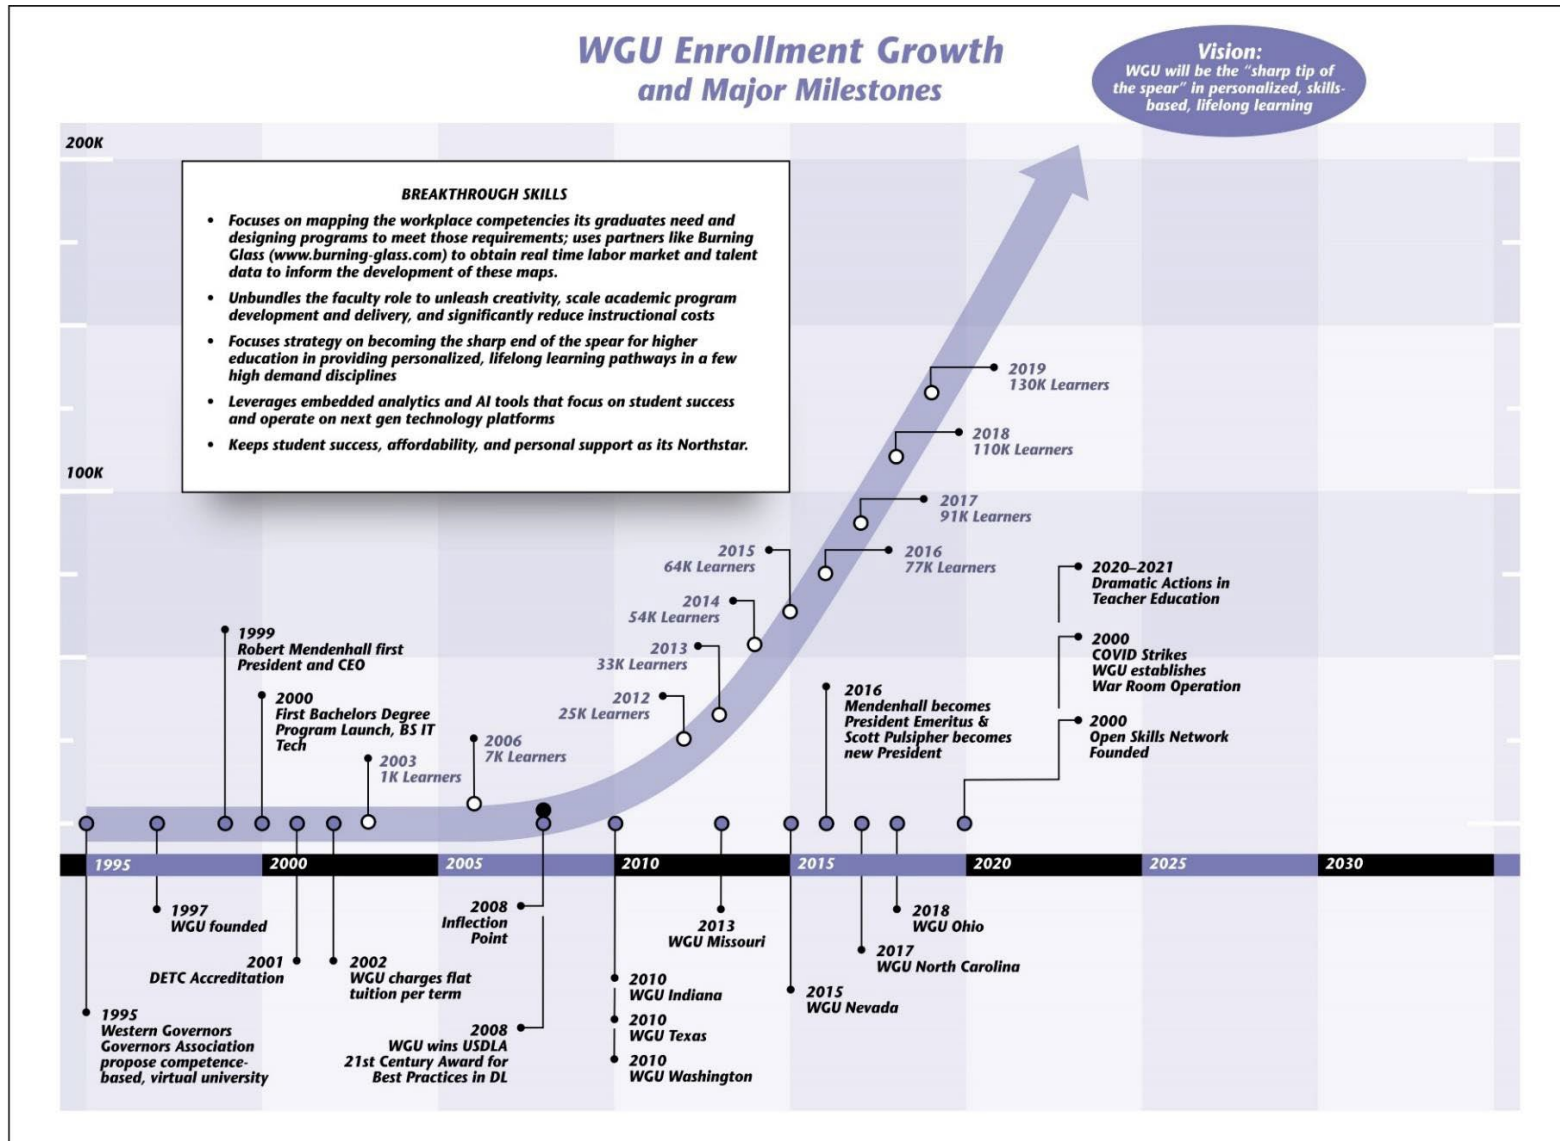 WGU Enrollment Growth
and Major Milestones
Vision:
WGU will be the “sharp tip of
the spear” in personalized, skills-
based, lifelong learning
200K
BREAKTHROUGH SKILLS
• Focuses on mapping the workplace competencies its graduates need and
designing programs to meet those requirements; uses partners like Burning
Glass (www.burning-glass.com) to obtain real time labor market and talent
data to inform the development of these maps.
• Unbundles the faculty role to unleash creativity, scale academic program
development and delivery, and significantly reduce instructional costs
• Focuses strategy on becoming the sharp end of the spear for higher
education in providing personalized, lifelong learning pathways in a few
high demand disciplines
• Leverages embedded analytics and AI tools that focus on student success
and operate on next gen technology platforms
• Keeps student success, affordability, and personal support as its Northstar.
100K
2019
130K Learners
2018
110K Learners
2017
91K Learners
2016
77K Learners
2015
64K Learners
2014
54K Learners
2013
33K Learners
2012
25K Learners
2006
7K Learners
2003
1K Learners
1999
Robert Mendenhall first
President and CEO
2000
First Bachelors Degree
Program Launch, BS IT
Tech
2016
Mendenhall becomes
President Emeritus &
Scott Pulsipher becomes
new President
2020–2021
Dramatic Actions in
Teacher Education
2000
COVID Strikes
WGU establishes
War Room Operation
2000
Open Skills Network
Founded
1995
2000
2005
2010
2015
2020
2025
2030
1997
WGU founded
2001
DETC Accreditation
2002
WGU charges flat
tuition per term
1995
Western Governors
Governors Association
propose competence-
based, virtual university
2008
Inflection
Point
2008
WGU wins USDLA
21st Century Award for
Best Practices in DL
2010
WGU Indiana
2010
WGU Texas
2010
WGU Washington
2013
WGU Missouri
2015
WGU Nevada
2017
WGU North Carolina
2018
WGU Ohio